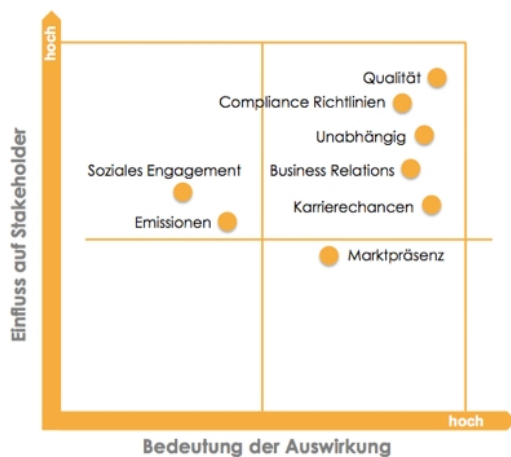 hoch
Qualität
Compliance Richtlinien
Unabhängig
Soziales Engagement
Business Relations
Karrierechancen
Emissionen
Marktpräsenz
Einfluss auf Stakeholder
hoch
Bedeutung der Auswirkung